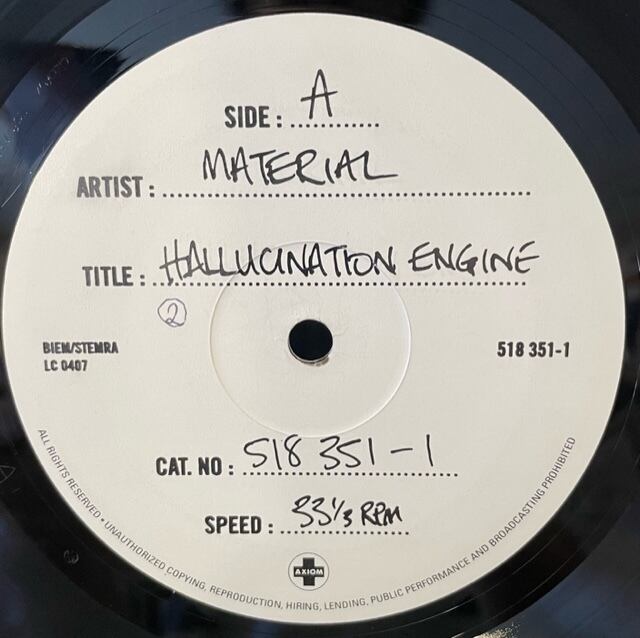 SIDE : A
ARTIST : MATERIAL
TITLE : HALLUCINATION ENGINE
2
BIEM/STEMRA
LC 0407
518 351-1
CAT. NO : 518 351-1
SPEED : 33⅓ RPM
AXIOM
ALL RIGHTS RESERVED • UNAUTHORIZED COPYING, REPRODUCTION, HIRING, LENDING, PUBLIC PERFORMANCE AND BROADCASTING PROHIBITED